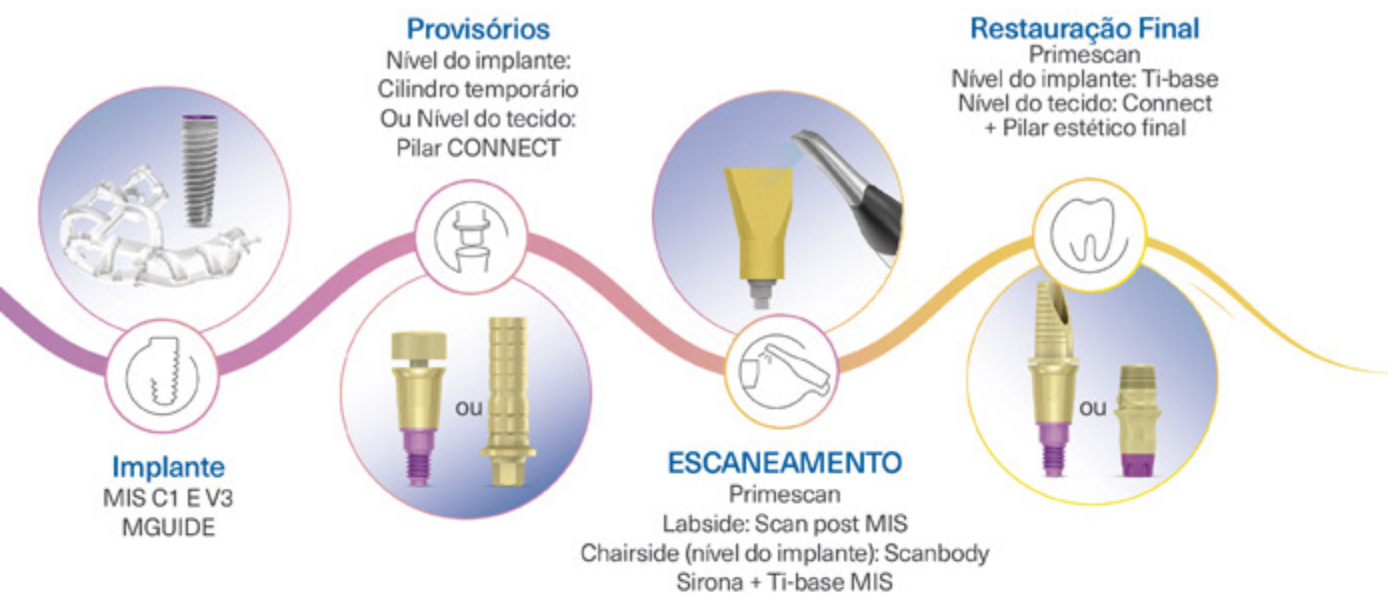 Implante
MIS C1 E V3
MGUIDE
Provisórios
Nível do implante:
Cilindro temporário
Ou Nível do tecido:
Pilar CONNECT
ou
ESCANEAMENTO
Primescan
Labside: Scan post MIS
Chairside (nível do implante): Scanbody
Sirona + Ti-base MIS
Restauração Final
Primescan
Nível do implante: Ti-base
Nível do tecido: Connect
+ Pilar estético final
ou